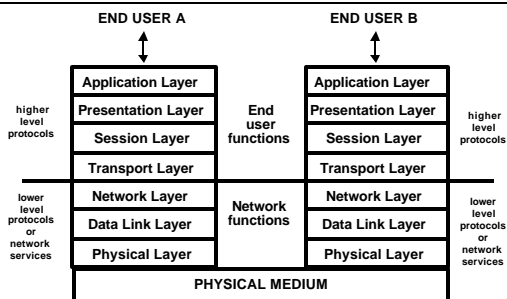 END USER A
END USER B
Application Layer
Presentation Layer
Session Layer
Transport Layer
Network Layer
Data Link Layer
Physical Layer
higher
level
protocols
lower
level
protocols
or
network
services
End
user
functions
Network
functions
Application Layer
Presentation Layer
Session Layer
Transport Layer
Network Layer
Data Link Layer
Physical Layer
higher
level
protocols
lower
level
protocols
or
network
services
PHYSICAL MEDIUM